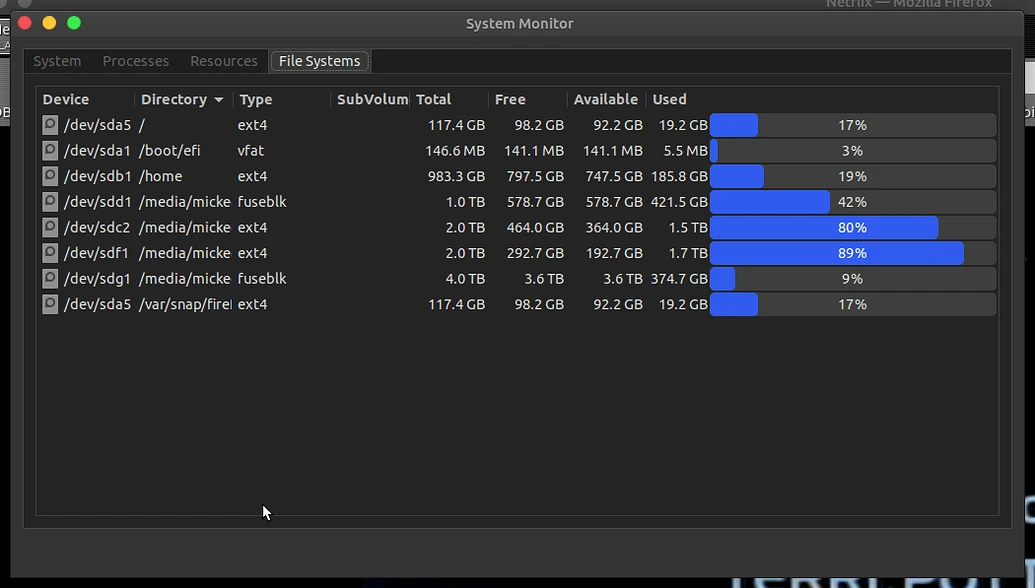 Netflix — Mozilla Firefox
System Monitor
System Processes Resources File Systems
Device Directory Type SubVolum Total Free Available Used
/dev/sda5 / ext4 117.4 GB 98.2 GB 92.2 GB 19.2 GB 17%
/dev/sda1 /boot/efi vfat 146.6 MB 141.1 MB 141.1 MB 5.5 MB 3%
/dev/sdb1 /home ext4 983.3 GB 797.5 GB 747.5 GB 185.8 GB 19%
/dev/sdd1 /media/micke fuseblk 1.0 TB 578.7 GB 578.7 GB 421.5 GB 42%
/dev/sdc2 /media/micke ext4 2.0 TB 464.0 GB 364.0 GB 1.5 TB 80%
/dev/sdf1 /media/micke ext4 2.0 TB 292.7 GB 192.7 GB 1.7 TB 89%
/dev/sdg1 /media/micke fuseblk 4.0 TB 3.6 TB 3.6 TB 374.7 GB 9%
/dev/sda5 /var/snap/firef ext4 117.4 GB 98.2 GB 92.2 GB 19.2 GB 17%